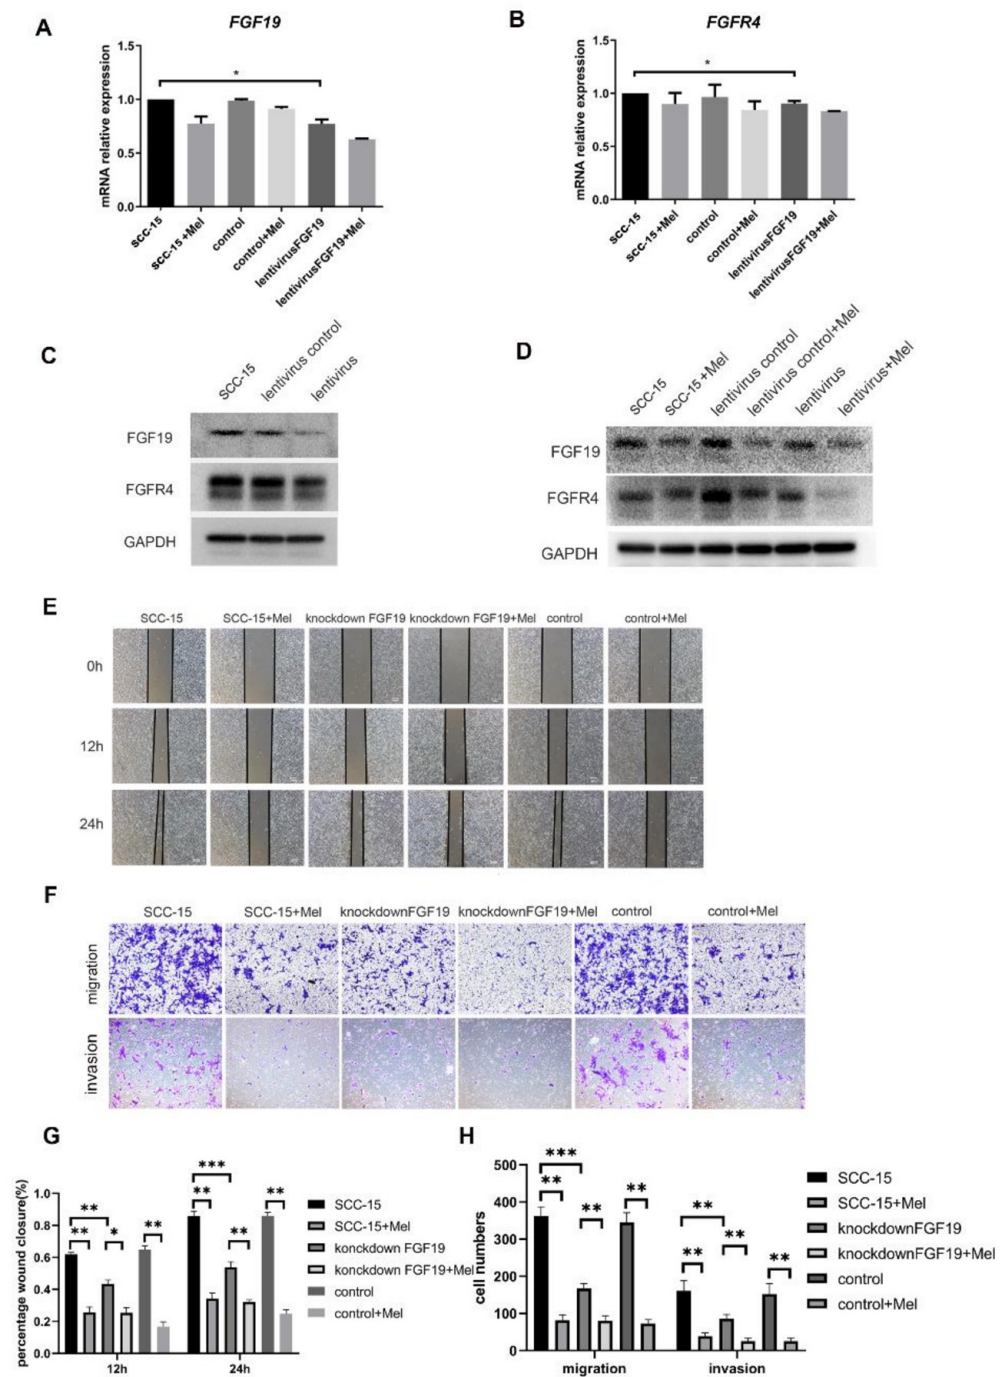 A
FGF19
mRNA relative expression
1.5
1.0
0.5
0.0
*
SCC-15
SCC-15+Mel
control
control+Mel
lentivirusFGF19
lentivirusFGF19+Mel
B
FGFR4
mRNA relative expression
1.5
1.0
0.5
0.0
*
SCC-15
SCC-15+Mel
control
control+Mel
lentivirusFGF19
lentivirusFGF19+Mel
C
SCC-15
lentivirus control
lentivirus
FGF19
FGFR4
GAPDH
D
SCC-15
SCC-15+Mel
lentivirus control
lentivirus control+Mel
lentivirus
lentivirus+Mel
FGF19
FGFR4
GAPDH
E
SCC-15 SCC-15+Mel knockdown FGF19 knockdown FGF19+Mel control control+Mel
0h
12h
24h
F
SCC-15 SCC-15+Mel knockdownFGF19 knockdownFGF19+Mel control control+Mel
migration
invasion
G
percentage wound closure(%)
1.0
0.8
0.6
0.4
0.2
0.0
** ** * **
*** ** ** **
12h 24h
SCC-15
SCC-15+Mel
konckdown FGF19
konckdown FGF19+Mel
control
control+Mel
H
cell numbers
500
400
300
200
100
0
*** ** ** **
** ** ** **
migration invasion
SCC-15
SCC-15+Mel
knockdownFGF19
knockdownFGF19+Mel
control
control+Mel